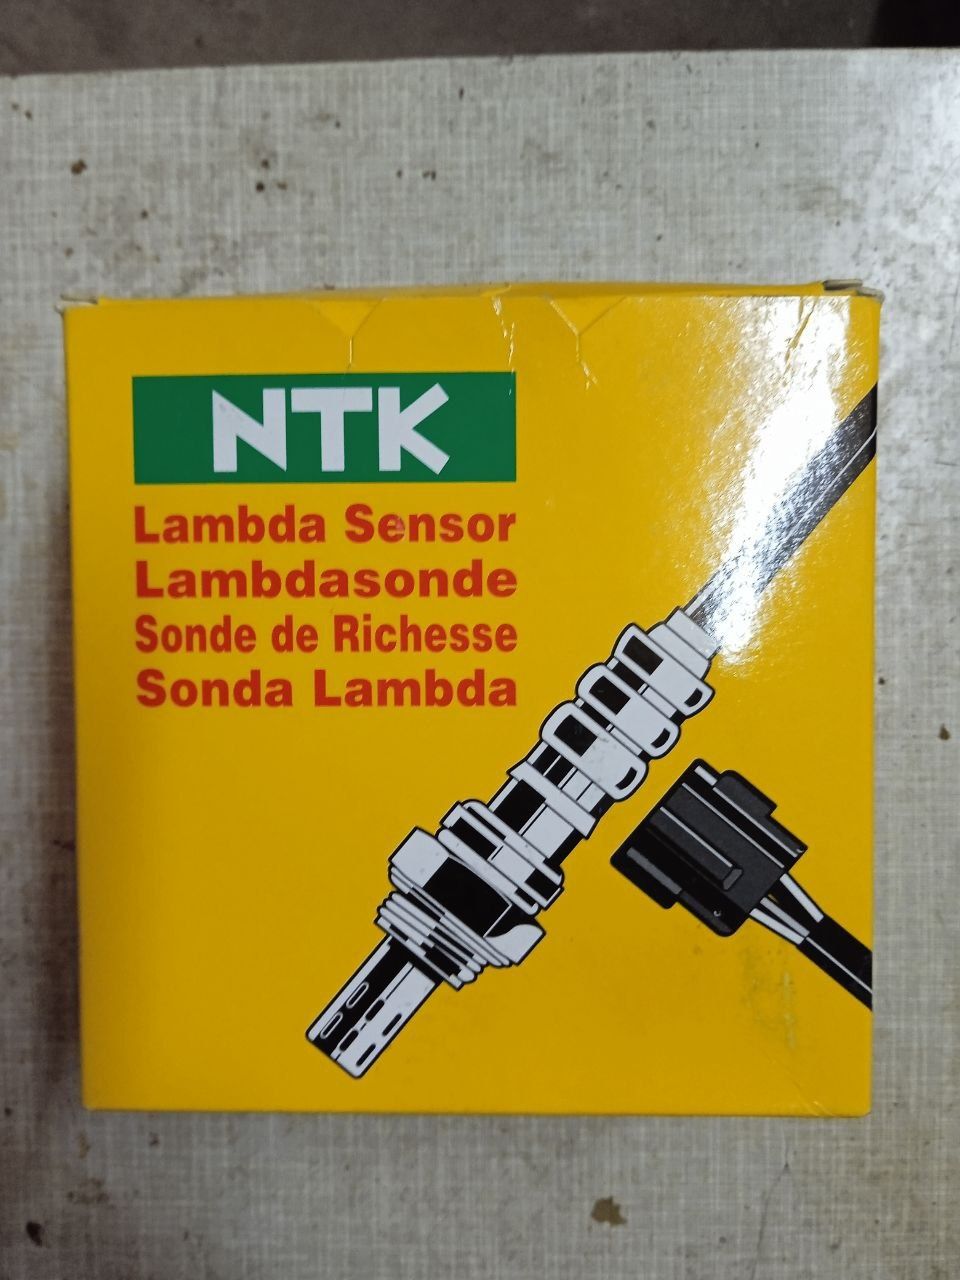 NTK
Lambda Sensor
Lambdasonde
Sonde de Richesse
Sonda Lambda